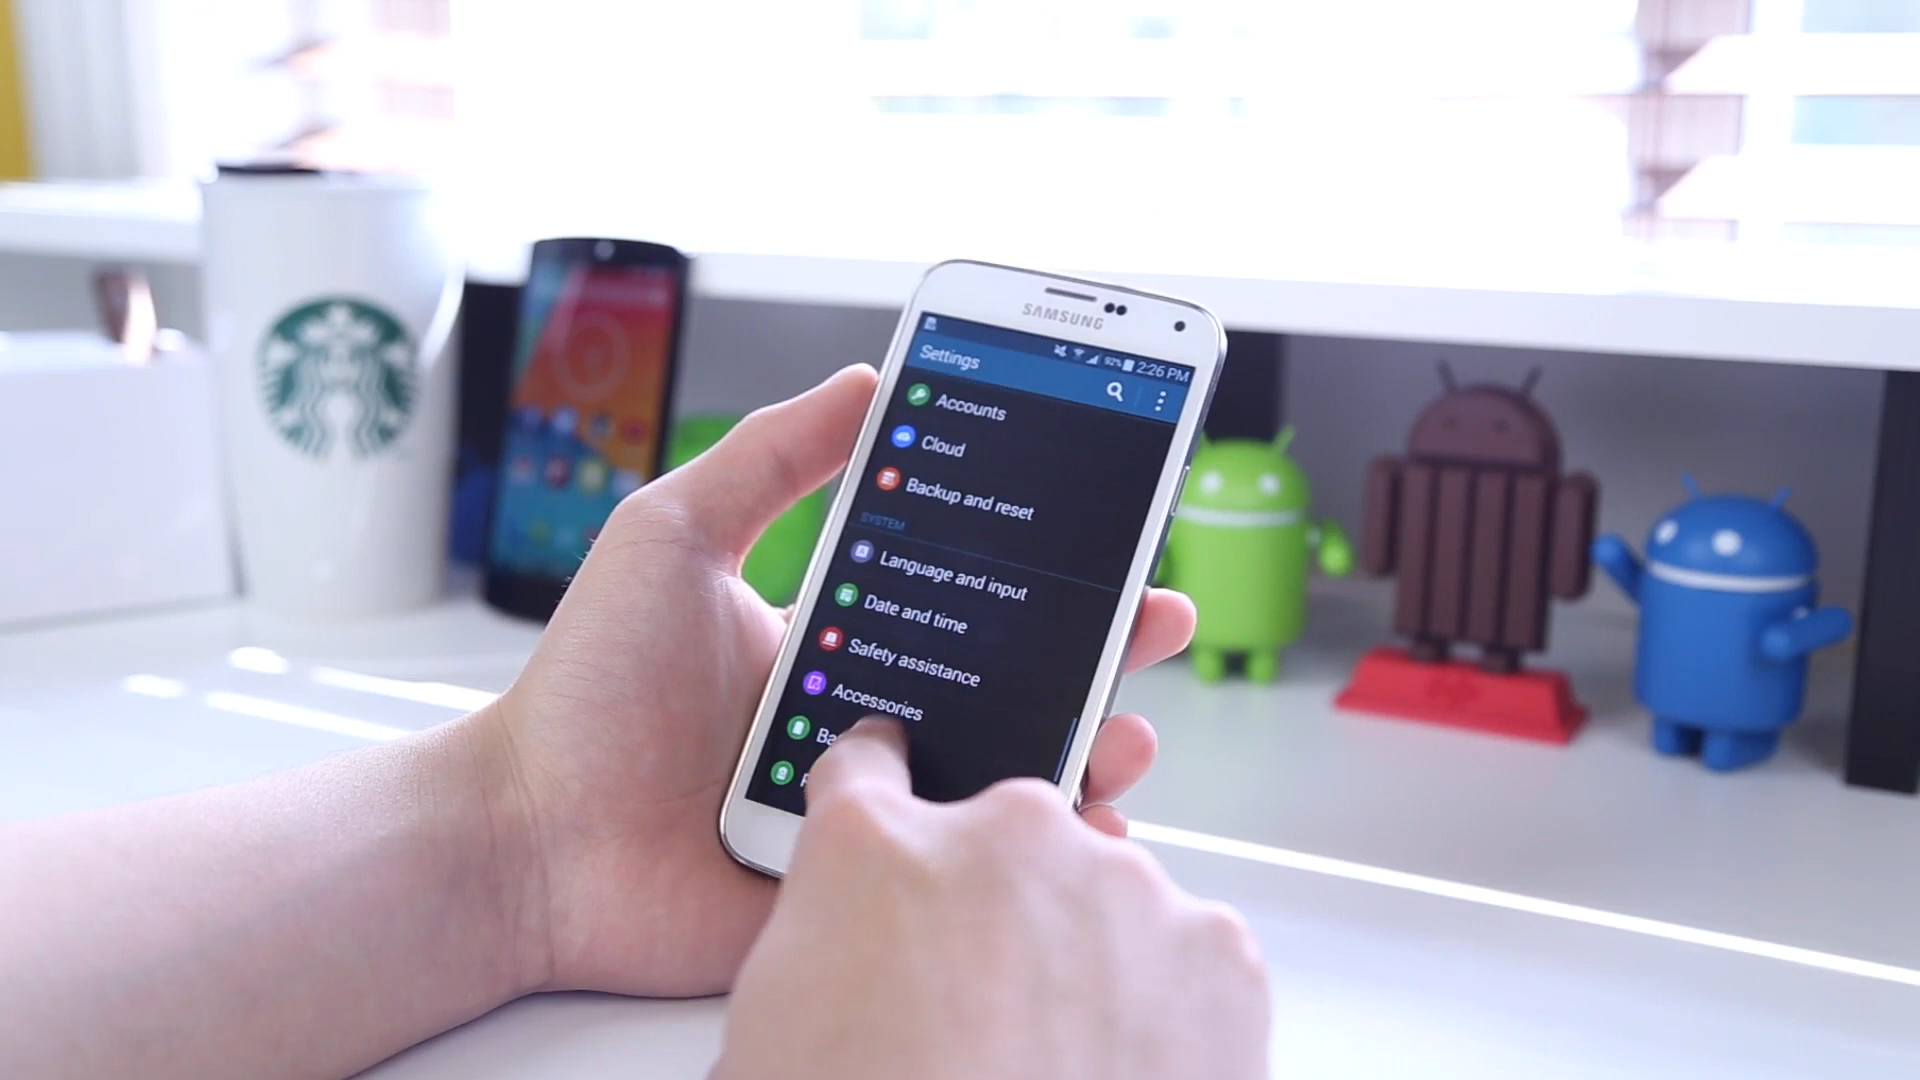 SAMSUNG
92% 2:26 PM
Settings
Accounts
Cloud
Backup and reset
SYSTEM
Language and input
Date and time
Safety assistance
Accessories